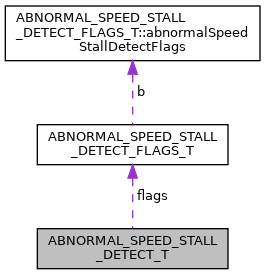 ABNORMAL_SPEED_STALL
_DETECT_FLAGS_T::abnormalSpeed
StallDetectFlags
b
ABNORMAL_SPEED_STALL
_DETECT_FLAGS_T
flags
ABNORMAL_SPEED_STALL
_DETECT_T